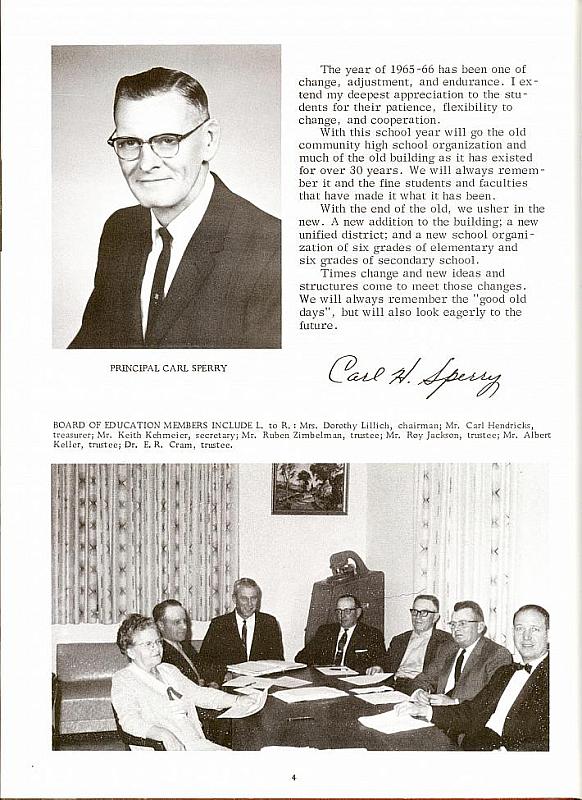 The year of 1965-66 has been one of
change, adjustment, and endurance. I ex-
tend my deepest appreciation to the stu-
dents for their patience, flexibility to
change, and cooperation.
With this school year will go the old
community high school organization and
much of the old building as it has existed
for over 30 years. We will always remem-
ber it and the fine students and faculties
that have made it what it has been.
With the end of the old, we usher in the
new. A new addition to the building; a new
unified district; and a new school organi-
zation of six grades of elementary and
six grades of secondary school.
Times change and new ideas and
structures come to meet those changes.
We will always remember the "good old
days", but will also look eagerly to the
future.
PRINCIPAL CARL SPERRY
Carl H. Sperry
BOARD OF EDUCATION MEMBERS INCLUDE L. to R.: Mrs. Dorothy Lillich, chairman; Mr. Carl Hendricks,
treasurer; Mr. Keith Kehmeier, secretary; Mr. Ruben Zimbelman, trustee; Mr. Roy Jackson, trustee; Mr. Albert
Keller, trustee; Dr. E. R. Cram, trustee.
4